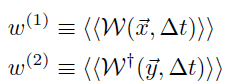 w⁽¹⁾ ≡ ⟨⟨𝒲(x⃗, Δt)⟩⟩
w⁽²⁾ ≡ ⟨⟨𝒲†(y⃗, Δt)⟩⟩